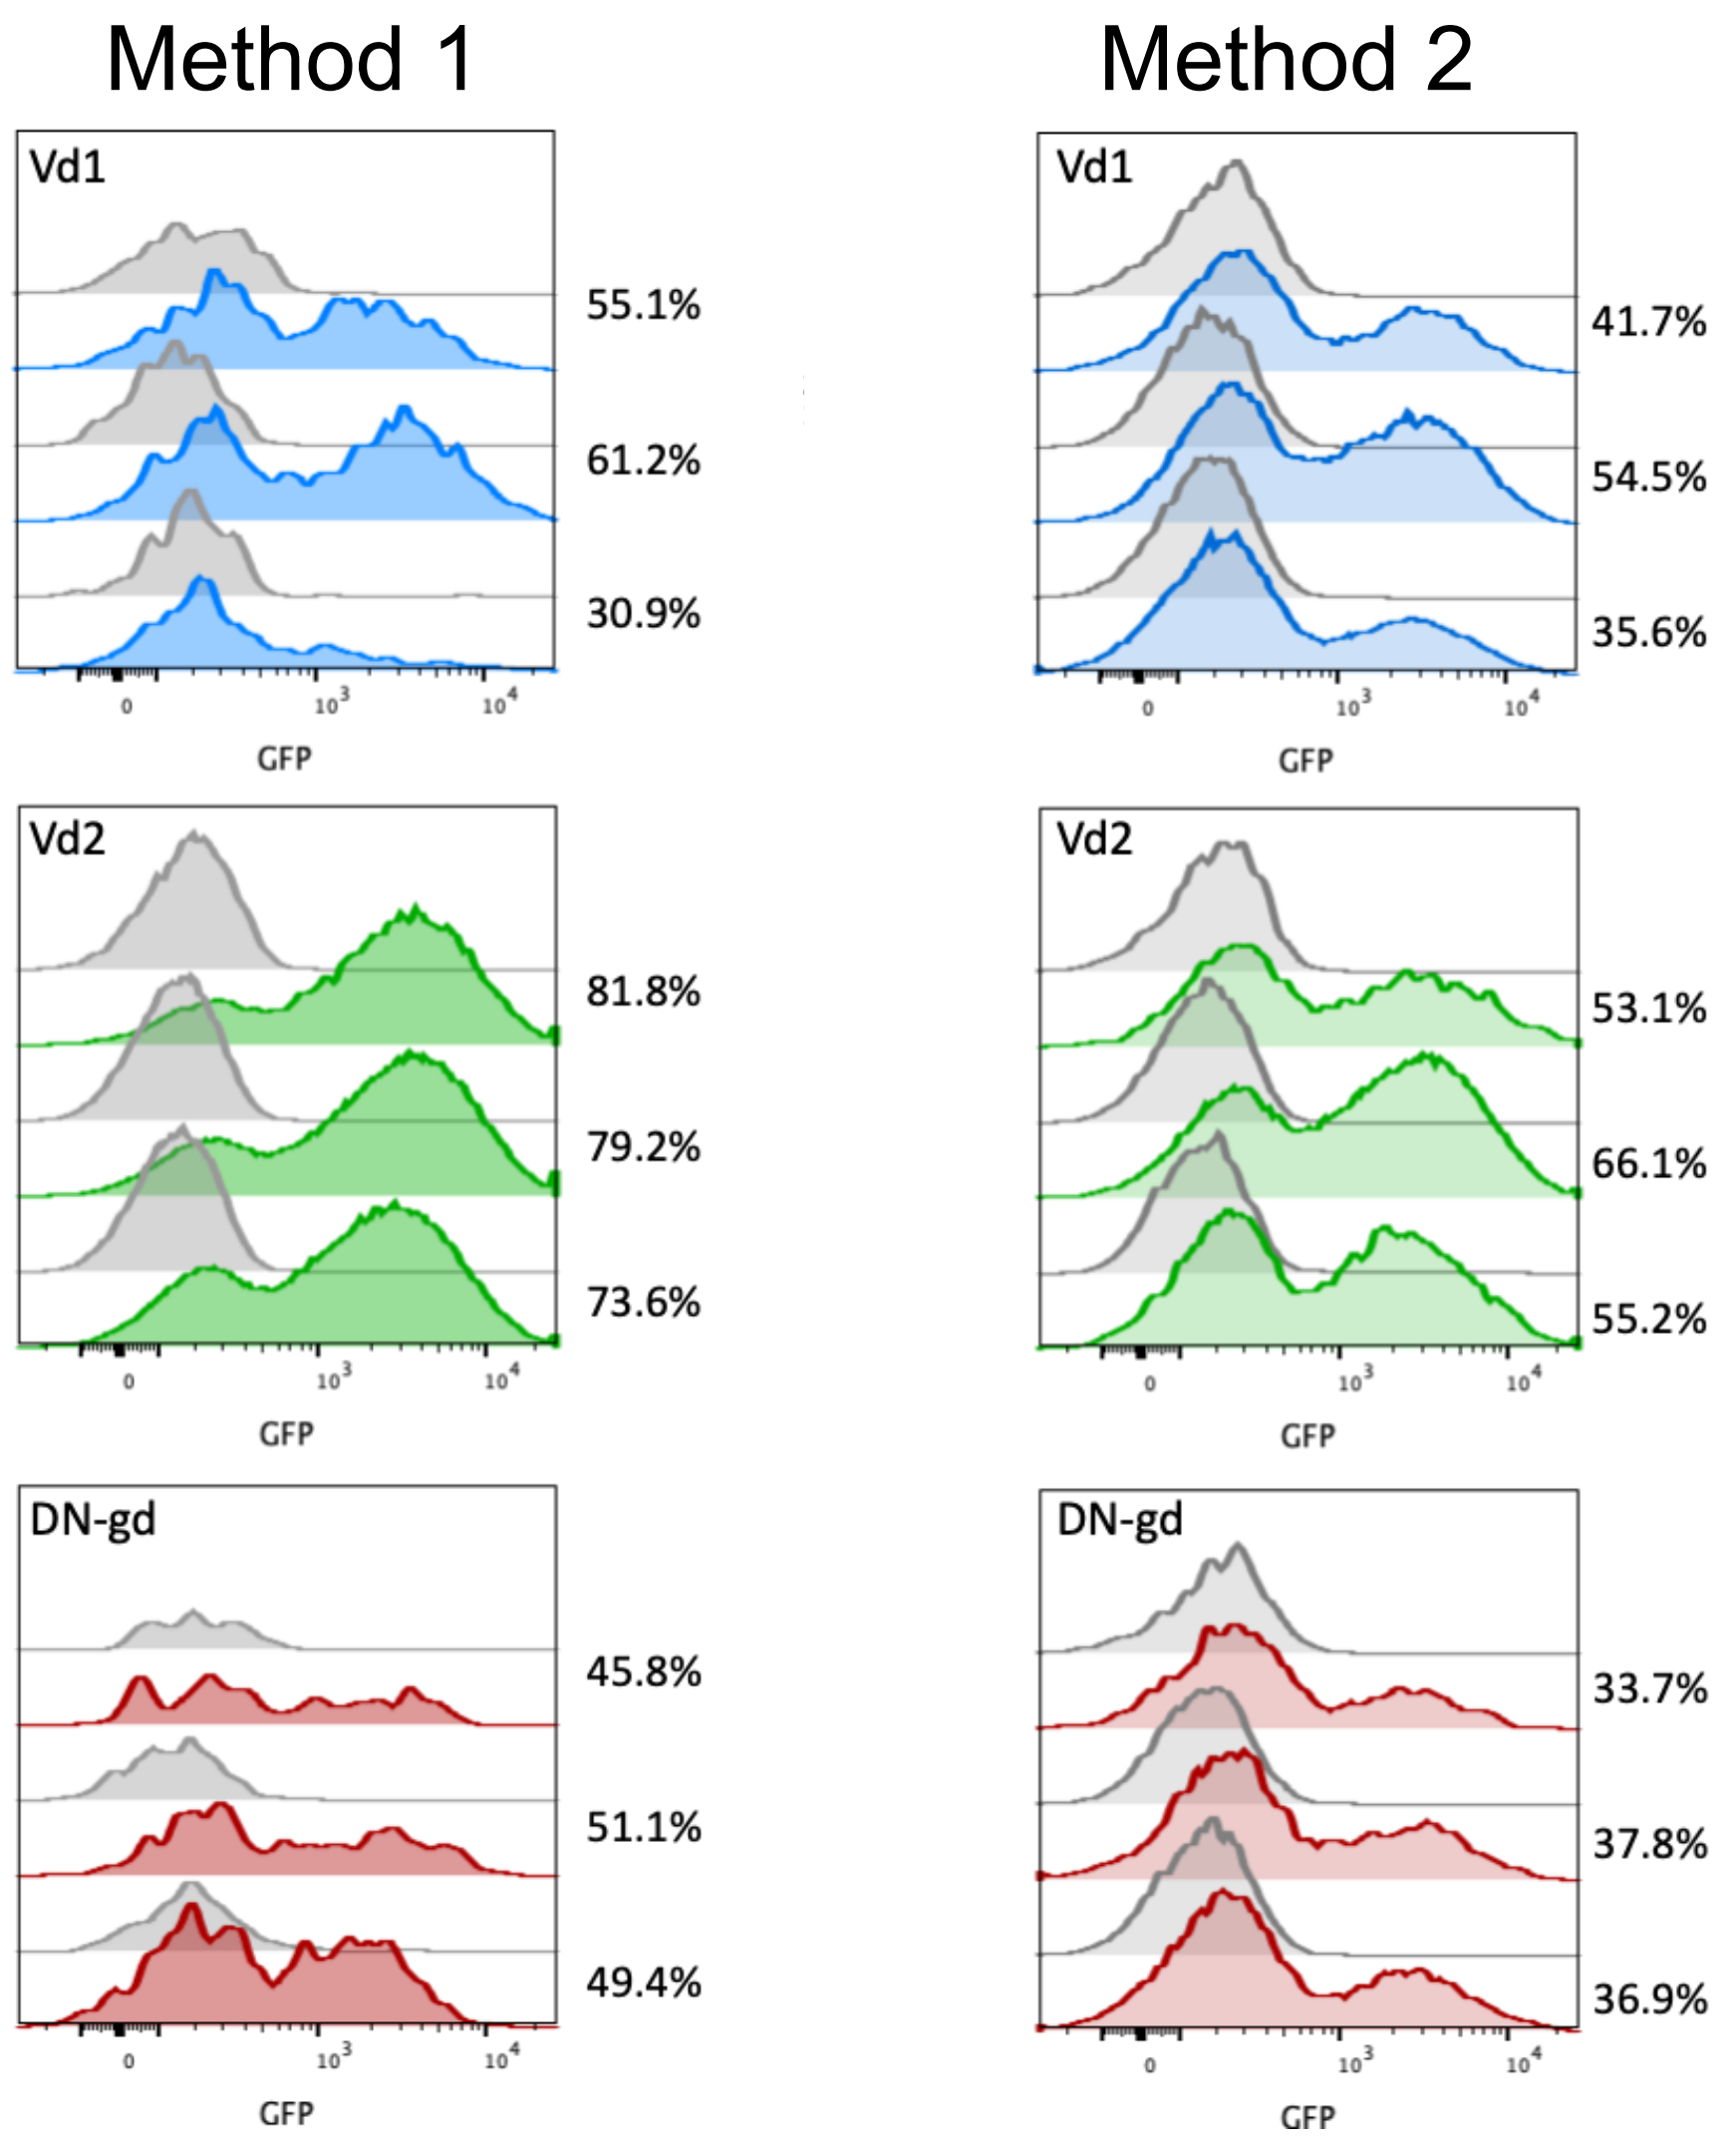 Method 1
Method 2
Vd1
55.1%
61.2%
30.9%
0 10³ 10⁴
GFP
Vd1
41.7%
54.5%
35.6%
0 10³ 10⁴
GFP
Vd2
81.8%
79.2%
73.6%
0 10³ 10⁴
GFP
Vd2
53.1%
66.1%
55.2%
0 10³ 10⁴
GFP
DN-gd
45.8%
51.1%
49.4%
0 10³ 10⁴
GFP
DN-gd
33.7%
37.8%
36.9%
0 10³ 10⁴
GFP